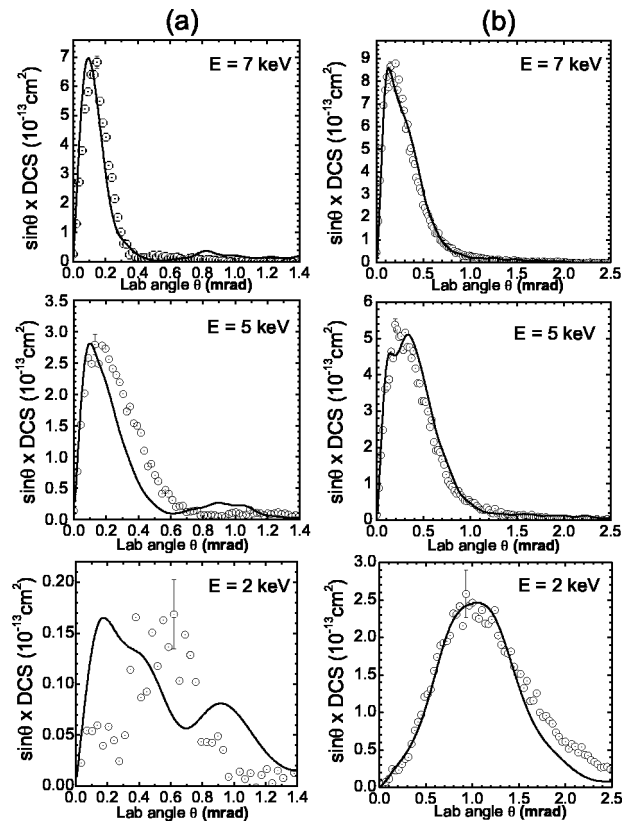 (a)
(b)
sinθ x DCS (10⁻¹³cm²)
7
6
5
4
3
2
1
0
E = 7 keV
0.0 0.2 0.4 0.6 0.8 1.0 1.2 1.4
Lab angle θ (mrad)
sinθ x DCS (10⁻¹³cm²)
9
8
7
6
5
4
3
2
1
0
E = 7 keV
0.0 0.5 1.0 1.5 2.0 2.5
Lab angle θ (mrad)
sinθ x DCS (10⁻¹³cm²)
3.5
3.0
2.5
2.0
1.5
1.0
0.5
0.0
E = 5 keV
0.0 0.2 0.4 0.6 0.8 1.0 1.2 1.4
Lab angle θ (mrad)
sinθ x DCS (10⁻¹³cm²)
6
5
4
3
2
1
0
E = 5 keV
0.0 0.5 1.0 1.5 2.0 2.5
Lab angle θ (mrad)
sinθ x DCS (10⁻¹³cm²)
0.20
0.15
0.10
0.05
0.00
E = 2 keV
0.0 0.2 0.4 0.6 0.8 1.0 1.2 1.4
Lab angle θ (mrad)
sinθ x DCS (10⁻¹³cm²)
3.0
2.5
2.0
1.5
1.0
0.5
0.0
E = 2 keV
0.0 0.5 1.0 1.5 2.0 2.5
Lab angle θ (mrad)